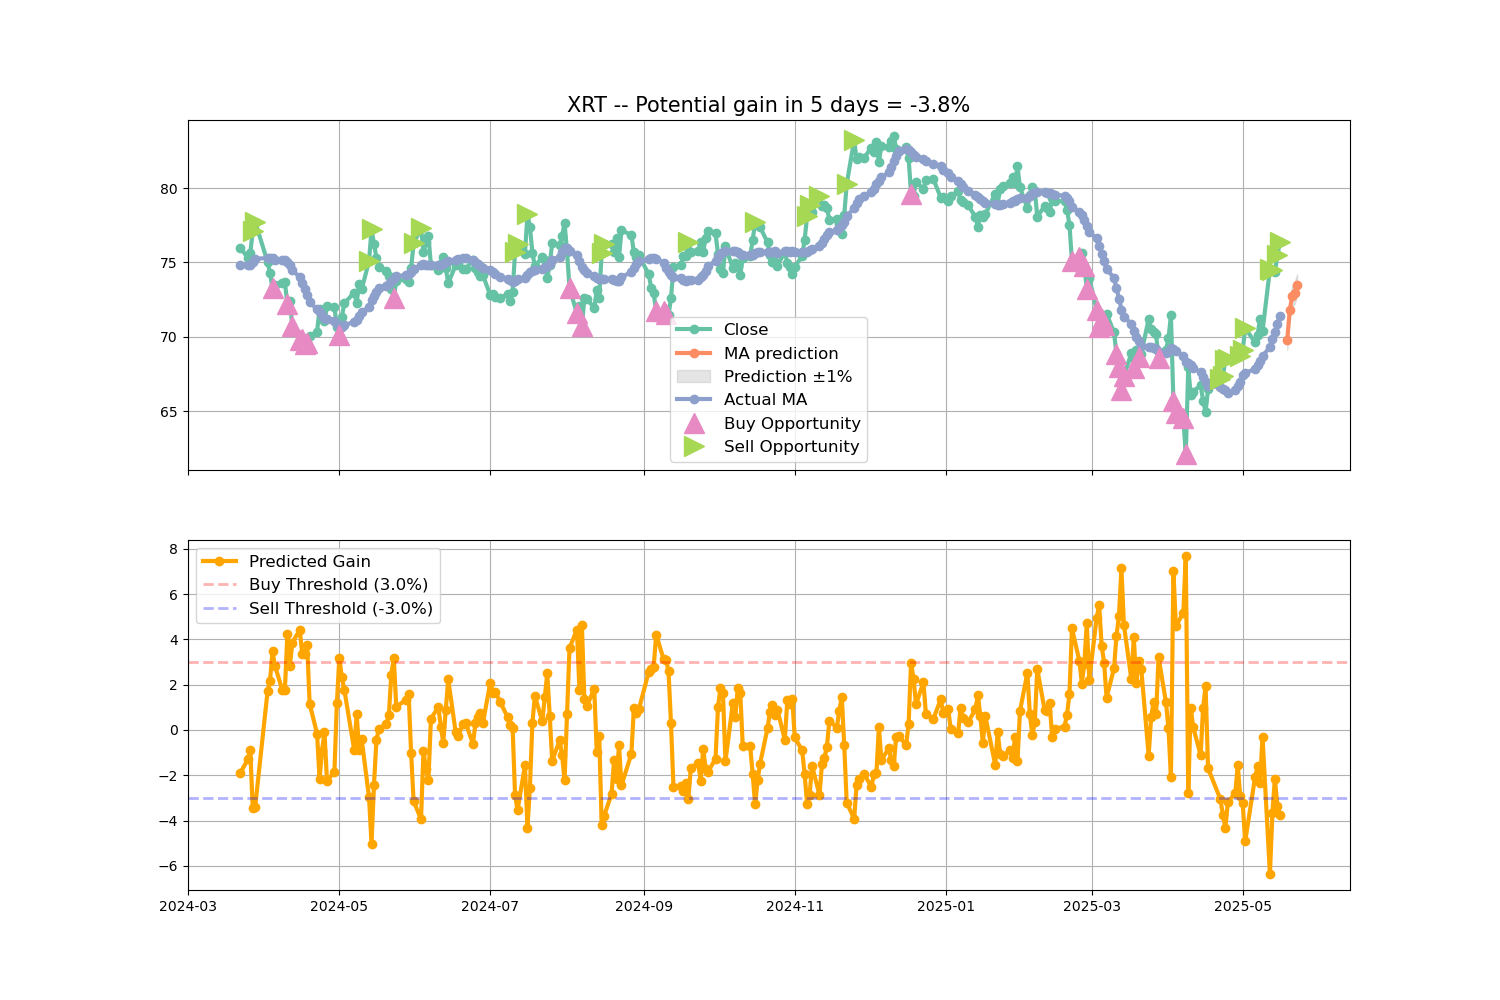 XRT -- Potential gain in 5 days = -3.8%
80
75
70
65
Close
MA prediction
Prediction ±1%
Actual MA
Buy Opportunity
Sell Opportunity
8
6
4
2
0
−2
−4
−6
Predicted Gain
Buy Threshold (3.0%)
Sell Threshold (-3.0%)
2024-03
2024-05
2024-07
2024-09
2024-11
2025-01
2025-03
2025-05